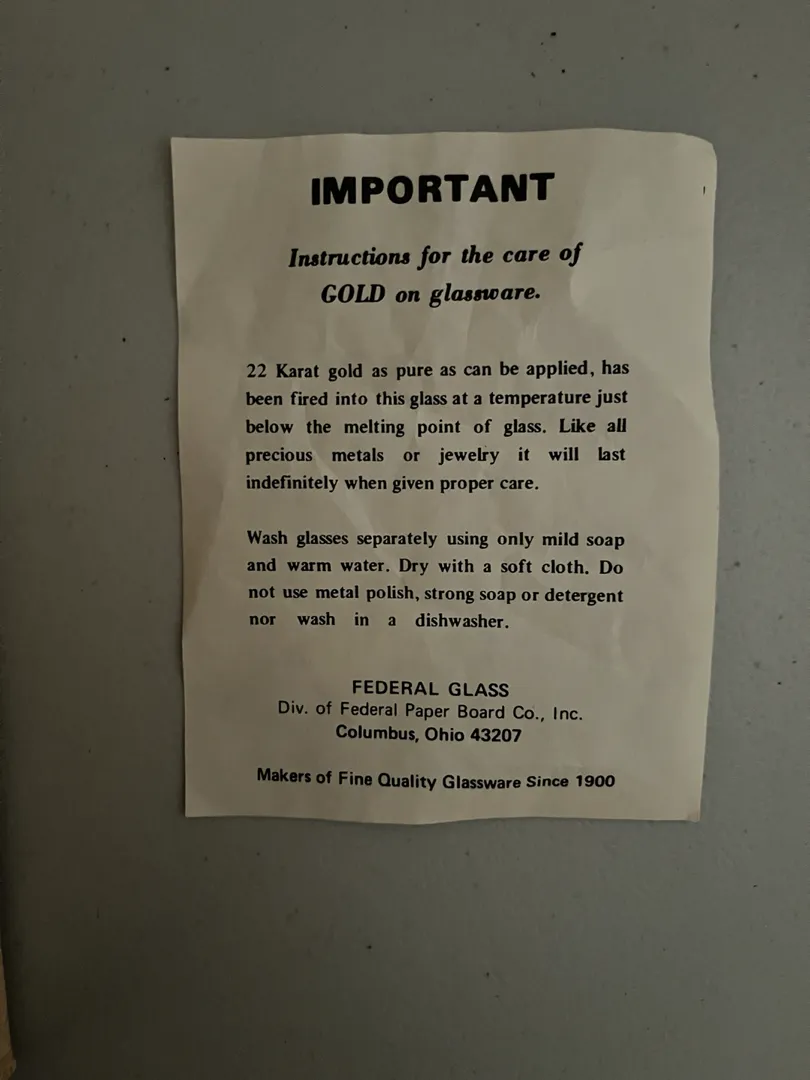 IMPORTANT
Instructions for the care of
GOLD on glassware.
22 Karat gold as pure as can be applied, has
been fired into this glass at a temperature just
below the melting point of glass. Like all
precious metals or jewelry it will last
indefinitely when given proper care.
Wash glasses separately using only mild soap
and warm water. Dry with a soft cloth. Do
not use metal polish, strong soap or detergent
nor wash in a dishwasher.
FEDERAL GLASS
Div. of Federal Paper Board Co., Inc.
Columbus, Ohio 43207
Makers of Fine Quality Glassware Since 1900